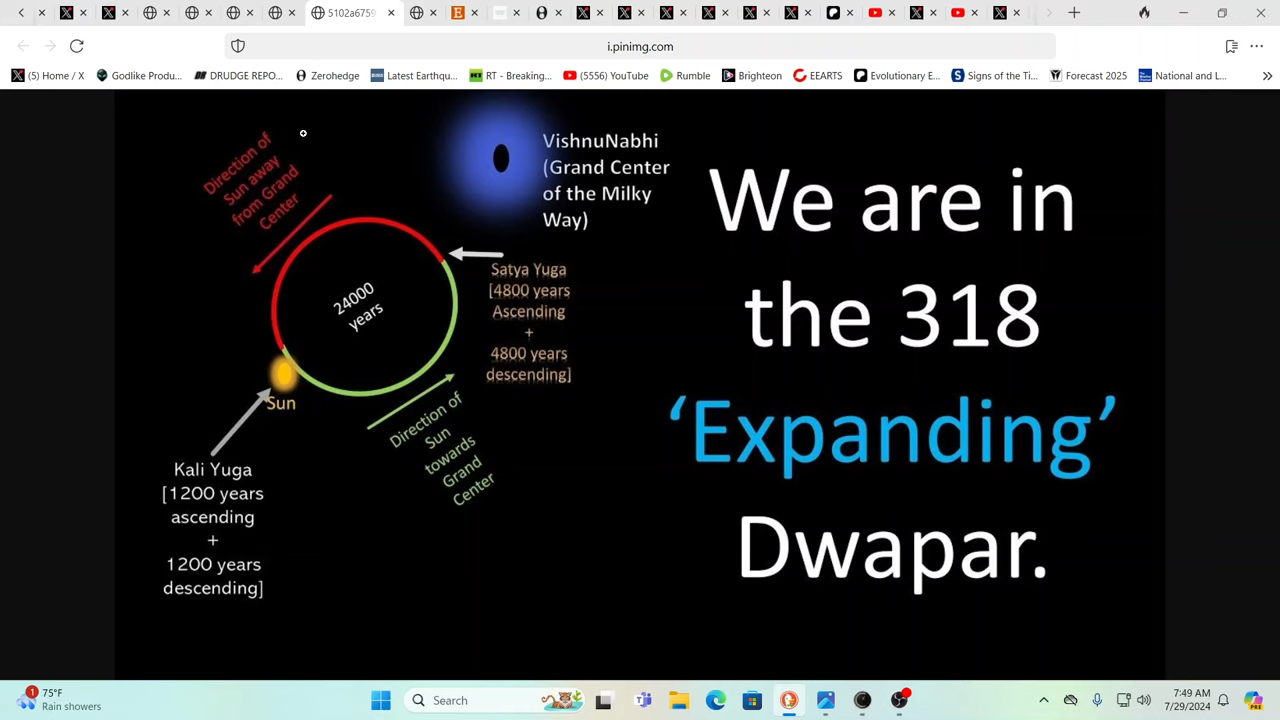 5102a6759
i.pinimg.com
(5) Home / X
Godlike Produ...
DRUDGE REPO...
Zerohedge
Latest Earthqu...
RT - Breaking...
(5556) YouTube
Rumble
Brighteon
EEARTS
Evolutionary E...
Signs of the Ti...
Forecast 2025
National and L...
Direction of
Sun away
from Grand
Center
VishnuNabhi
(Grand Center
of the Milky
Way)
24000
years
Satya Yuga
[4800 years
Ascending
+
4800 years
descending]
Sun
Direction of
Sun
towards
Grand
Center
Kali Yuga
[1200 years
ascending
+
1200 years
descending]
We are in
the 318
‘Expanding’
Dwapar.
1
75°F
Rain showers
Search
7:49 AM
7/29/2024
PRE